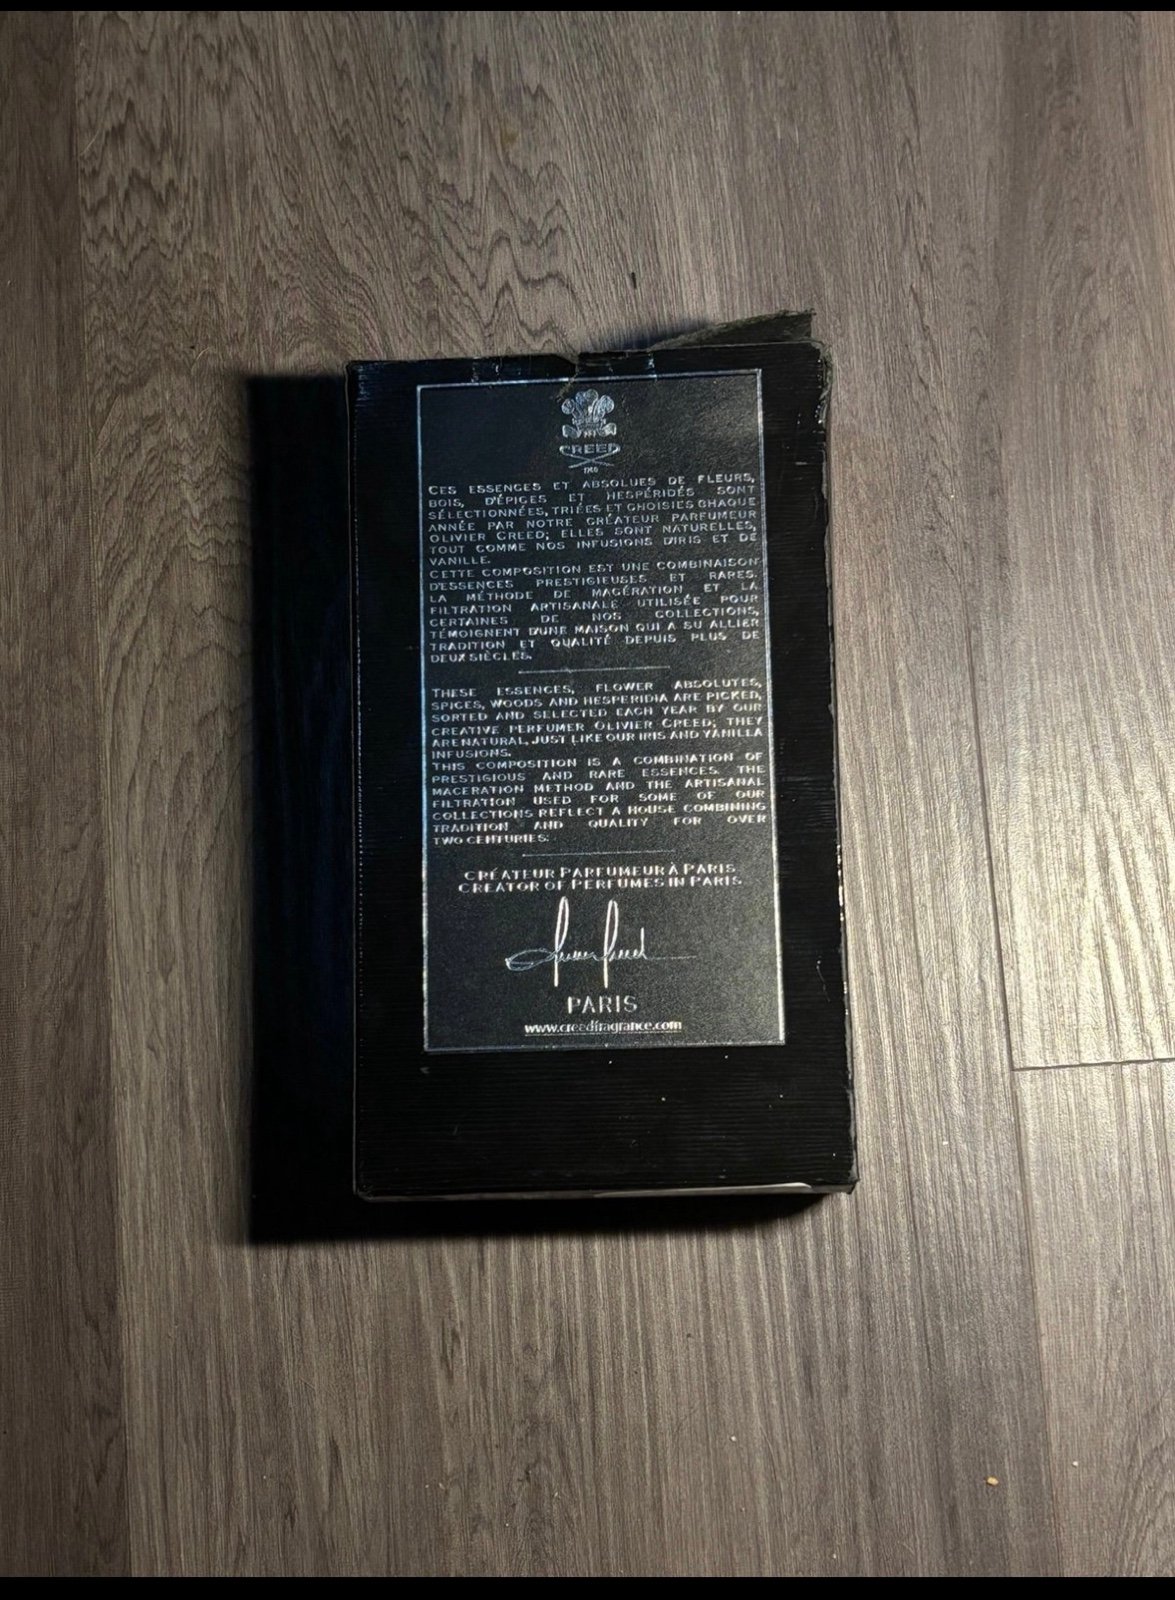 CREED
1760
CES ESSENCES ET ABSOLUES DE FLEURS,
BOIS, D'ÉPICES ET HESPÉRIDÉS SONT
SÉLECTIONNÉES, TRIÉES ET CHOISIES CHAQUE
ANNÉE PAR NOTRE CRÉATEUR PARFUMEUR
OLIVIER CREED; ELLES SONT NATURELLES,
TOUT COMME NOS INFUSIONS D'IRIS ET DE
VANILLE.
CETTE COMPOSITION EST UNE COMBINAISON
D'ESSENCES PRESTIGIEUSES ET RARES.
LA MÉTHODE DE MACÉRATION ET LA
FILTRATION ARTISANALE UTILISÉE POUR
CERTAINES DE NOS COLLECTIONS,
TÉMOIGNENT D'UNE MAISON QUI A SU ALLIER
TRADITION ET QUALITÉ DEPUIS PLUS DE
DEUX SIÈCLES.
THESE ESSENCES, FLOWER ABSOLUTES,
SPICES, WOODS AND HESPERIDIA ARE PICKED,
SORTED AND SELECTED EACH YEAR BY OUR
CREATIVE PERFUMER OLIVIER CREED; THEY
ARE NATURAL, JUST LIKE OUR IRIS AND VANILLA
INFUSIONS.
THIS COMPOSITION IS A COMBINATION OF
PRESTIGIOUS AND RARE ESSENCES. THE
MACERATION METHOD AND THE ARTISANAL
FILTRATION USED FOR SOME OF OUR
COLLECTIONS REFLECT A HOUSE COMBINING
TRADITION AND QUALITY FOR OVER
TWO CENTURIES.
CRÉATEUR PARFUMEUR À PARIS
CREATOR OF PERFUMES IN PARIS
Olivier Creed
PARIS
www.creedfragrance.com